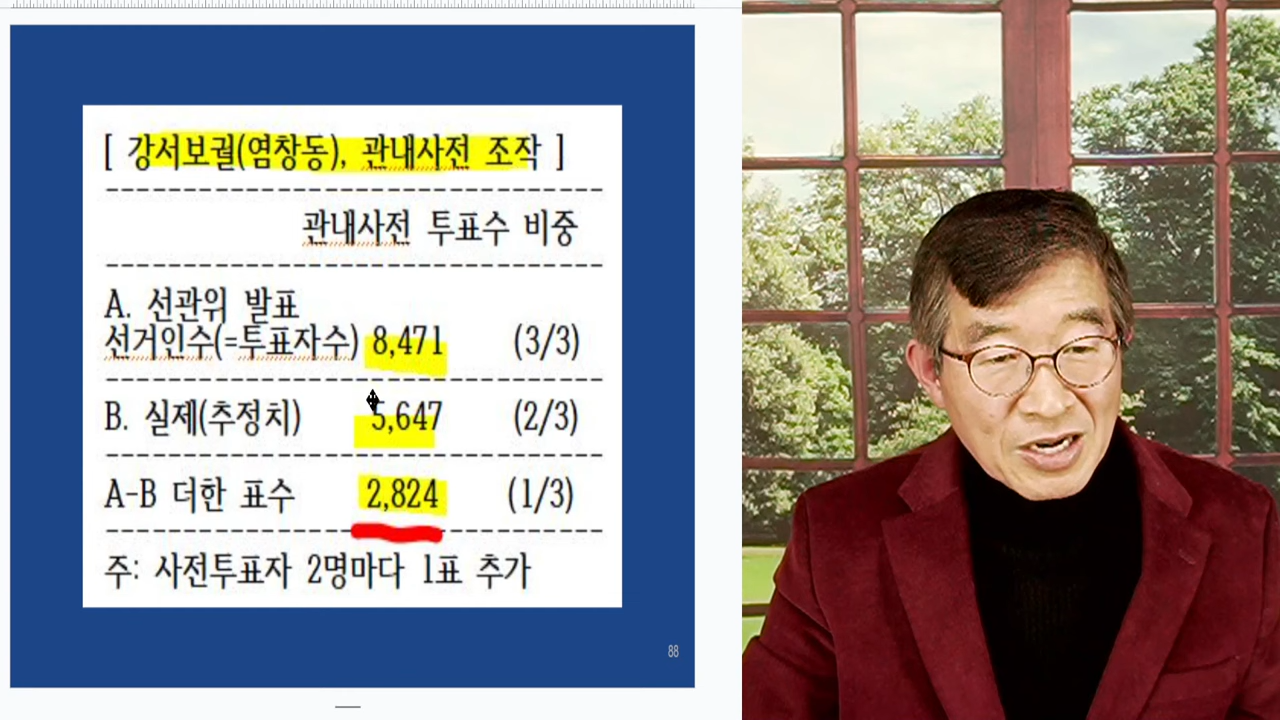 [ 강서보궐(염창동), 관내사전 조작 ]
관내사전 투표수 비중
A. 선관위 발표
선거인수(=투표자수) 8,471 (3/3)
B. 실제(추정치) 5,647 (2/3)
A-B 더한 표수 2,824 (1/3)
주: 사전투표자 2명마다 1표 추가
88